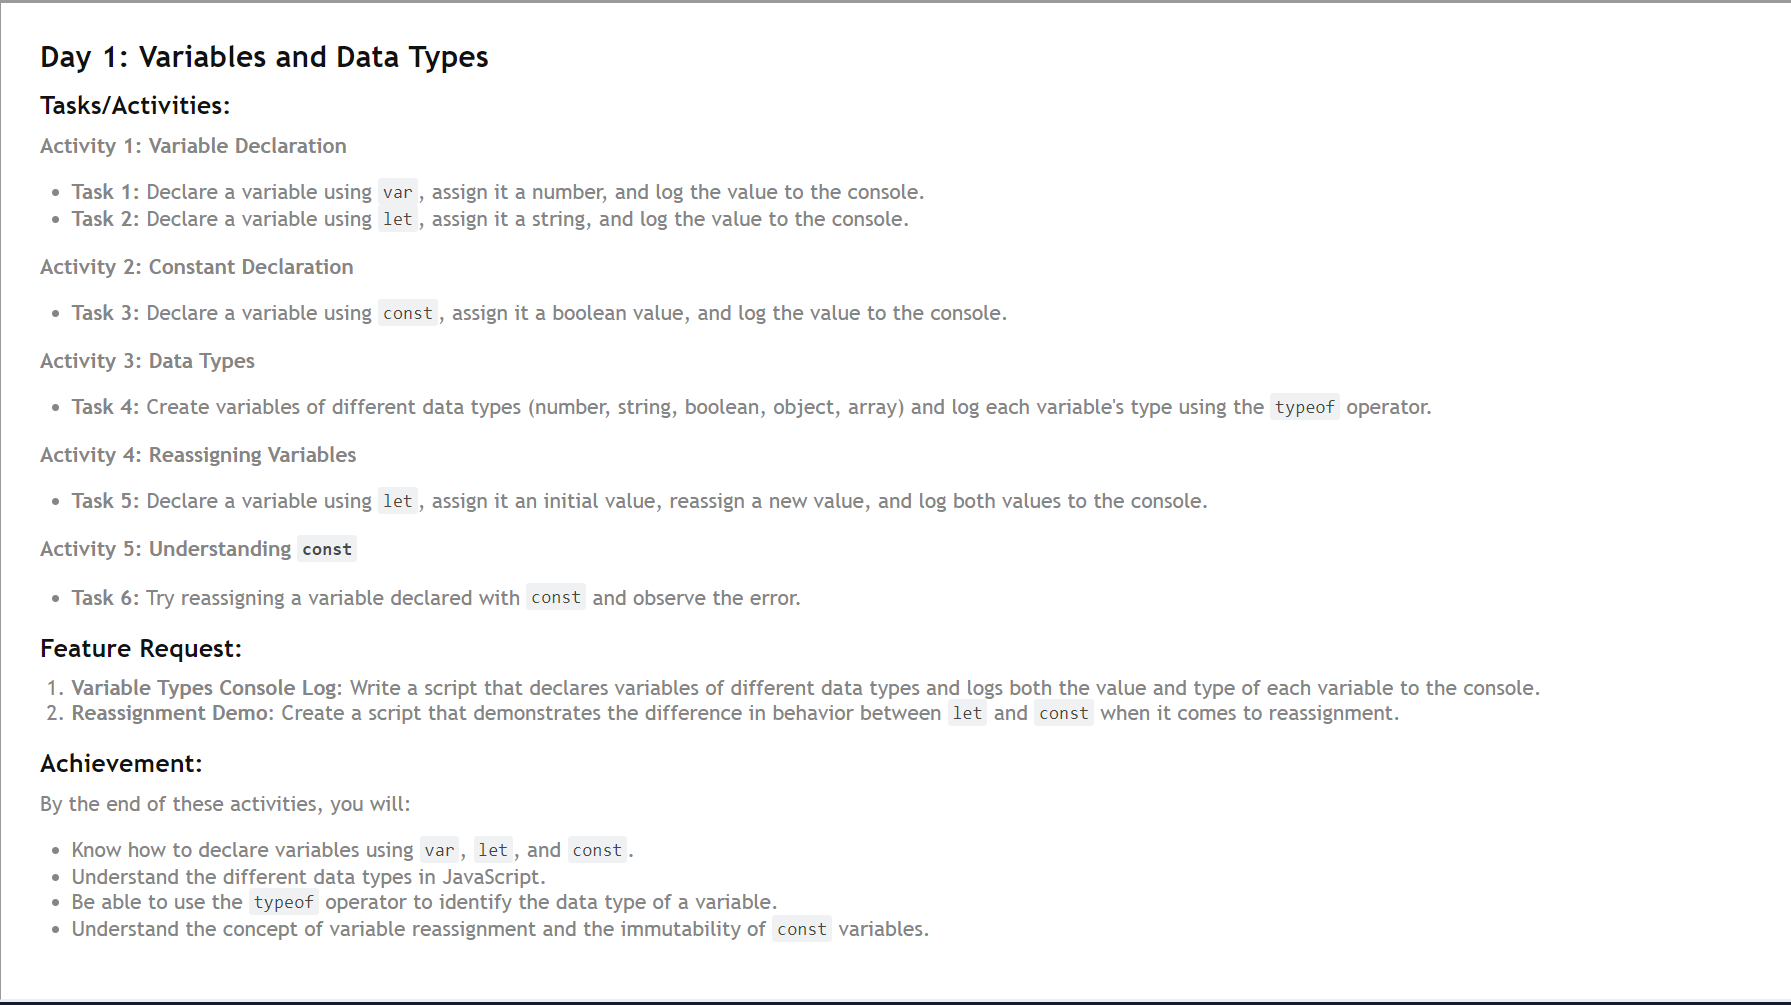 Day 1: Variables and Data Types
Tasks/Activities:
Activity 1: Variable Declaration
• Task 1: Declare a variable using var, assign it a number, and log the value to the console.
• Task 2: Declare a variable using let, assign it a string, and log the value to the console.
Activity 2: Constant Declaration
• Task 3: Declare a variable using const, assign it a boolean value, and log the value to the console.
Activity 3: Data Types
• Task 4: Create variables of different data types (number, string, boolean, object, array) and log each variable's type using the typeof operator.
Activity 4: Reassigning Variables
• Task 5: Declare a variable using let, assign it an initial value, reassign a new value, and log both values to the console.
Activity 5: Understanding const
• Task 6: Try reassigning a variable declared with const and observe the error.
Feature Request:
1. Variable Types Console Log: Write a script that declares variables of different data types and logs both the value and type of each variable to the console.
2. Reassignment Demo: Create a script that demonstrates the difference in behavior between let and const when it comes to reassignment.
Achievement:
By the end of these activities, you will:
• Know how to declare variables using var, let, and const.
• Understand the different data types in JavaScript.
• Be able to use the typeof operator to identify the data type of a variable.
• Understand the concept of variable reassignment and the immutability of const variables.